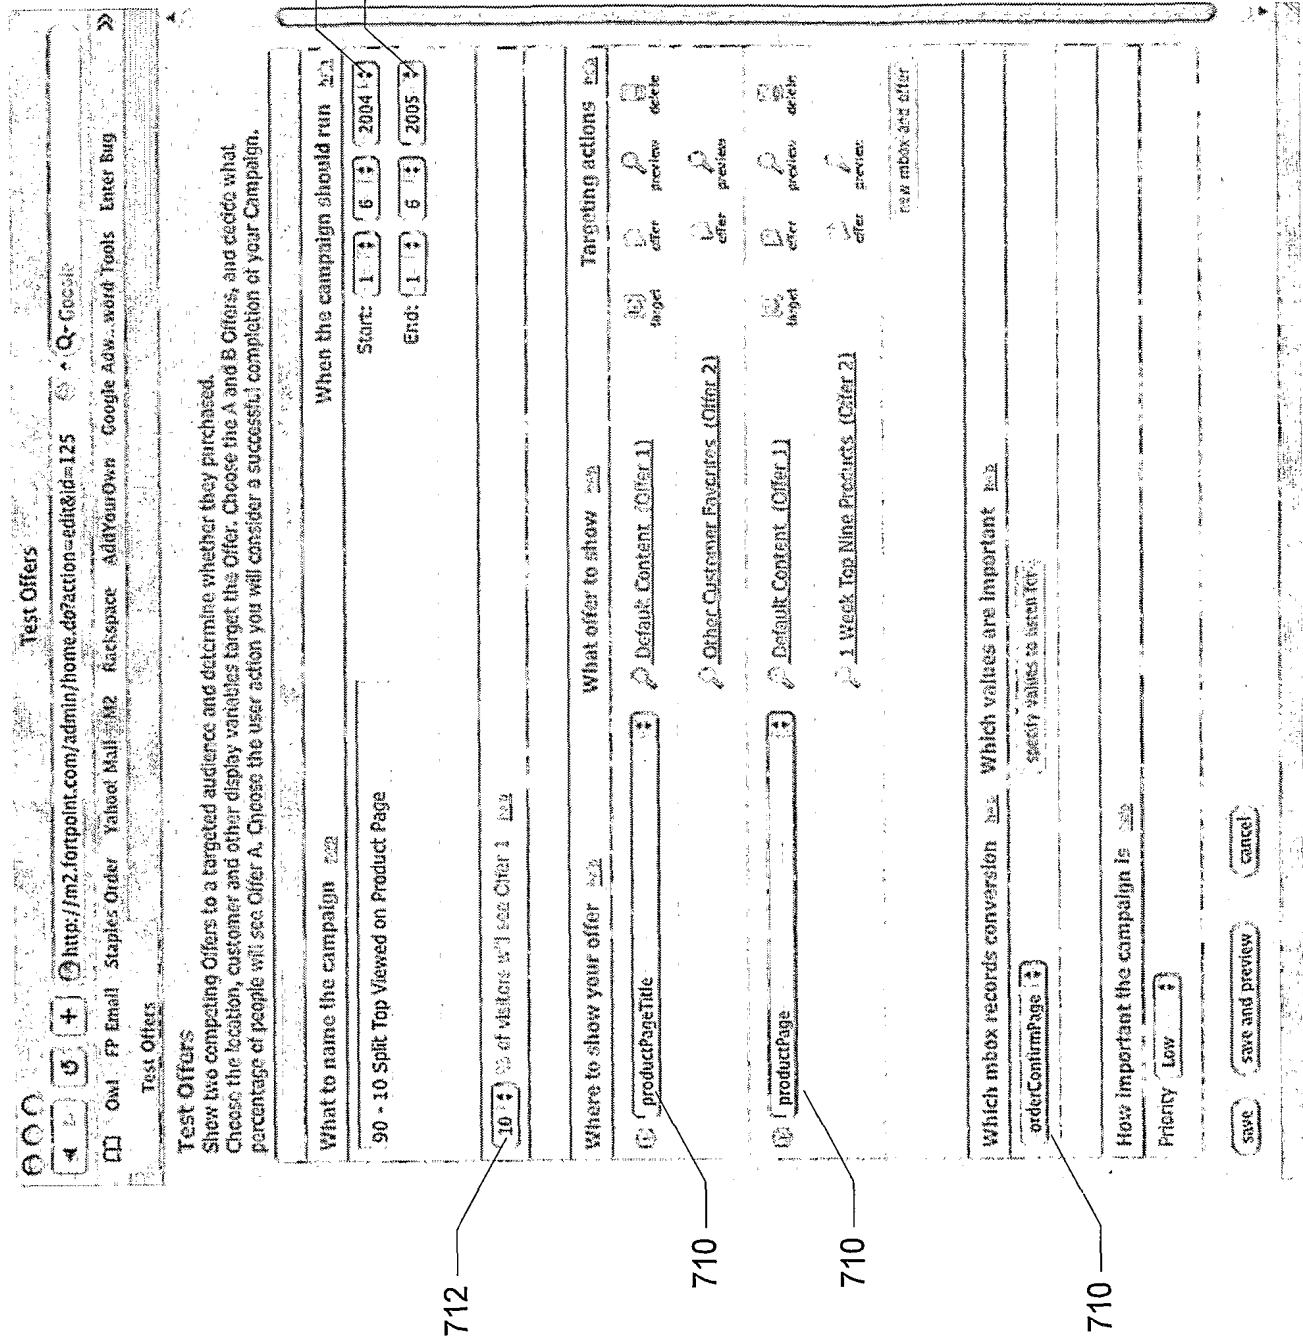 Test Offers
http://m2.fortpoint.com/admin/home.do?action=edit&id=125
Q- Google
Owl FP Email Staples Order Yahoo! Mail M2 Rackspace AddYourOwn Google Adw...word Tools Enter Bug »
Test Offers
Test Offers
Show two competing Offers to a targeted audience and determine whether they purchased.
Choose the location, customer and other display variables target the Offer. Choose the A and B Offers, and decide what
percentage of people will see Offer A. Choose the user action you will consider a successful completion of your Campaign.
What to name the campaign help When the campaign should run help
90 - 10 Split Top Viewed on Product Page
Start: 1 6 2004
End: 1 6 2005
712
10 % of visitors will see Offer 1 help
Where to show your offer help What offer to show help Targeting actions help
productPageTitle Default Content (Offer 1) target offer preview delete
710
Other Customer Favorites (Offer 2) offer preview
productPage Default Content (Offer 1) target offer preview delete
710
1 Week Top Nine Products (Offer 2) offer preview
new mbox and offer
Which mbox records conversion help Which values are important help
orderConfirmPage specify values to listen for
710
How important the campaign is help
Priority Low
save save and preview cancel